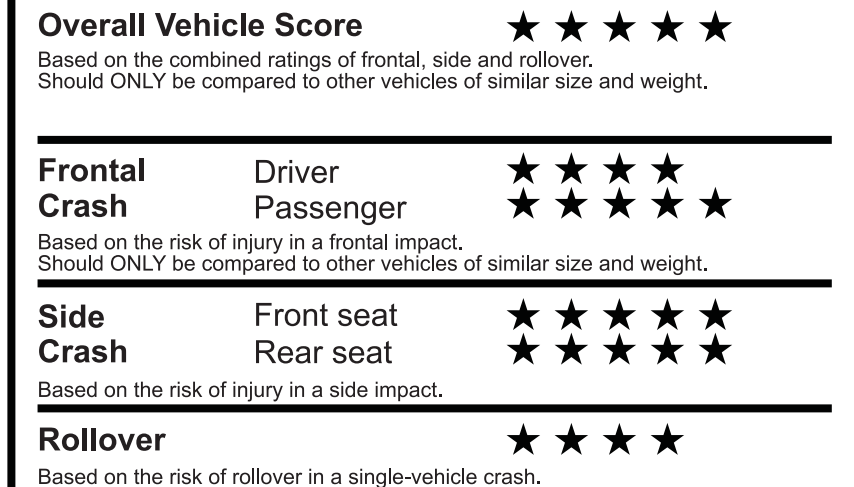 Overall Vehicle Score ★ ★ ★ ★ ★
Based on the combined ratings of frontal, side and rollover.
Should ONLY be compared to other vehicles of similar size and weight.
Frontal Driver ★ ★ ★ ★
Crash Passenger ★ ★ ★ ★ ★
Based on the risk of injury in a frontal impact.
Should ONLY be compared to other vehicles of similar size and weight.
Side Front seat ★ ★ ★ ★ ★
Crash Rear seat ★ ★ ★ ★ ★
Based on the risk of injury in a side impact.
Rollover ★ ★ ★ ★
Based on the risk of rollover in a single-vehicle crash.